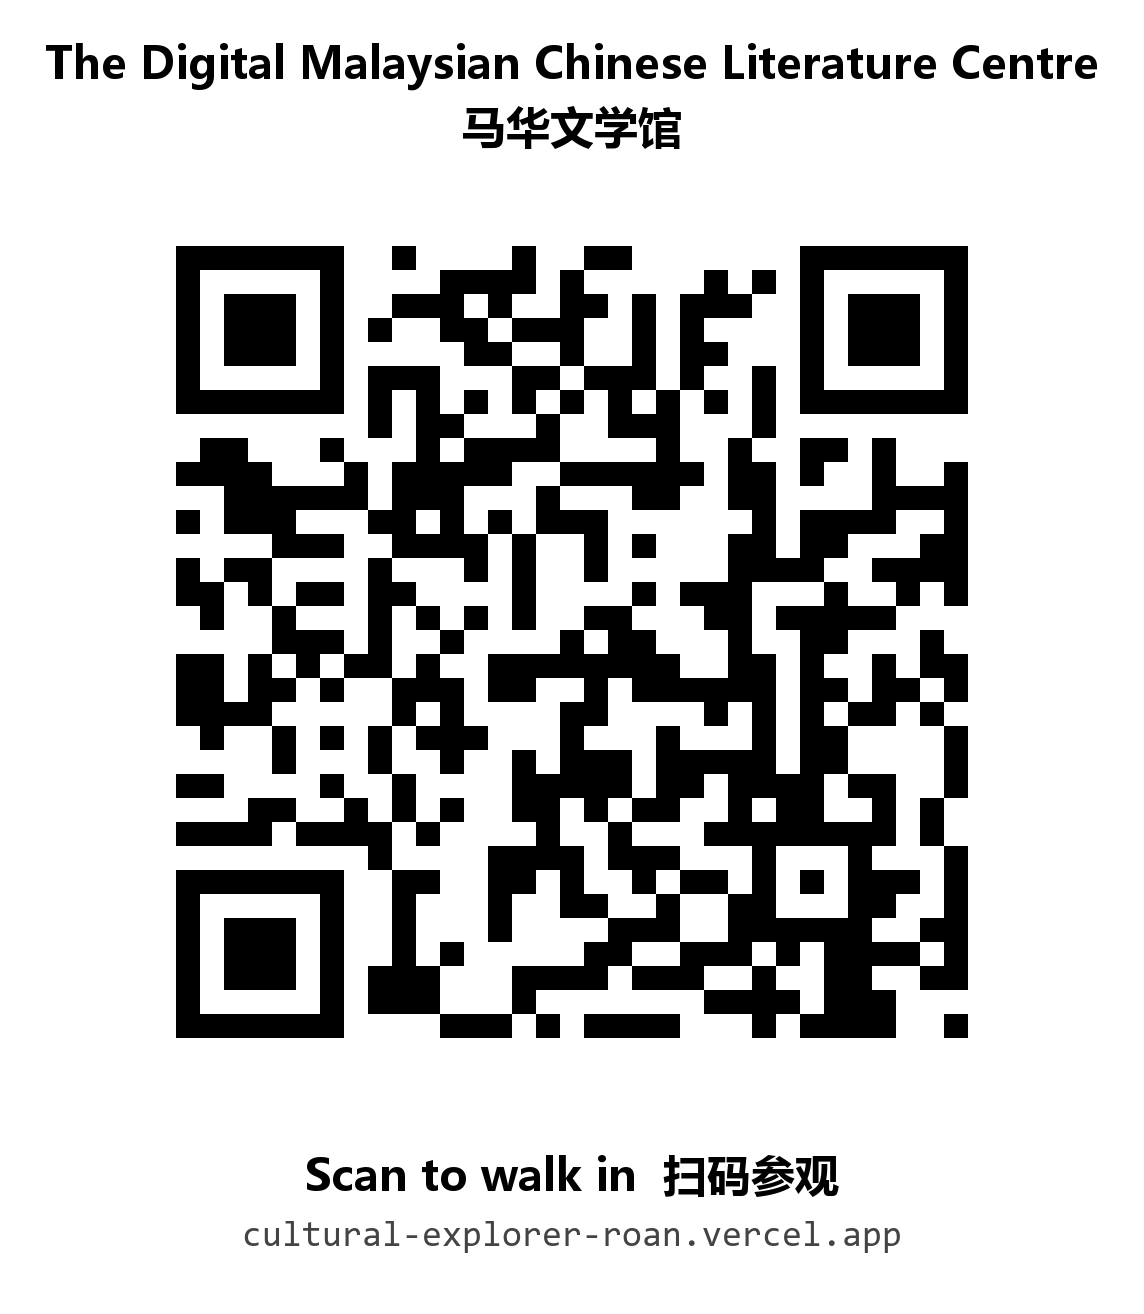 The Digital Malaysian Chinese Literature Centre
马华文学馆
Scan to walk in 扫码参观
cultural-explorer-roan.vercel.app